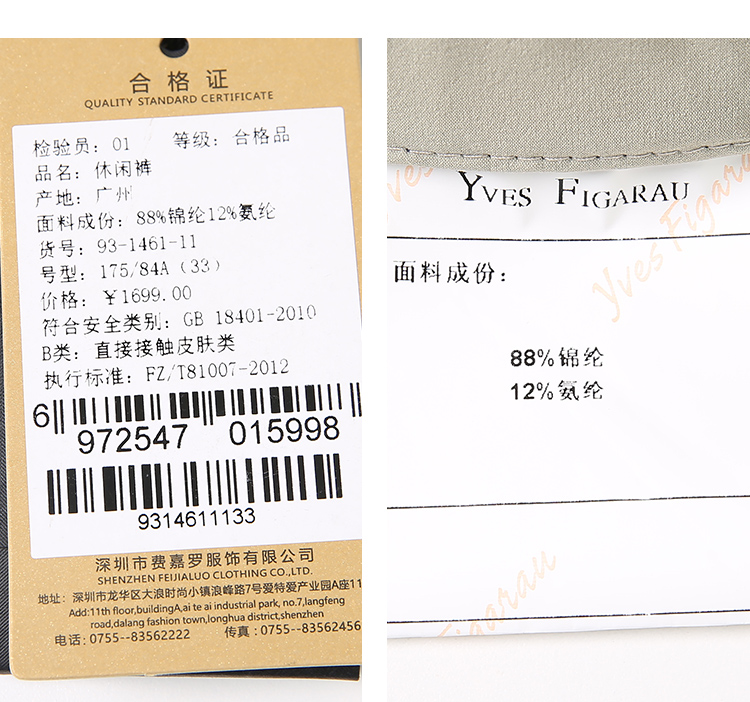 合格证
QUALITY STANDARD CERTIFICATE
检验员：01 等级：合格品
品名：休闲裤
产地：广州
面料成份：88%锦纶12%氨纶
货号：93-1461-11
号型：175/84A（33）
价格：￥1699.00
符合安全类别：GB 18401-2010
B类：直接接触皮肤类
执行标准：FZ/T81007-2012
6 972547 015998
9314611133
深圳市费嘉罗服饰有限公司
SHENZHEN FEIJIALUO CLOTHING CO.,LTD.
地址：深圳市龙华区大浪时尚小镇浪峰路7号爱特爱产业园A座11
Add:11th floor,buildingA,ai te ai industrial park, no.7,langfeng
road,dalang fashion town,longhua district,shenzhen
电话：0755--83562222 传真：0755--83562456
YVES FIGARAU
Yves Figarau
面料成份：
88%锦纶
12%氨纶
Figarau